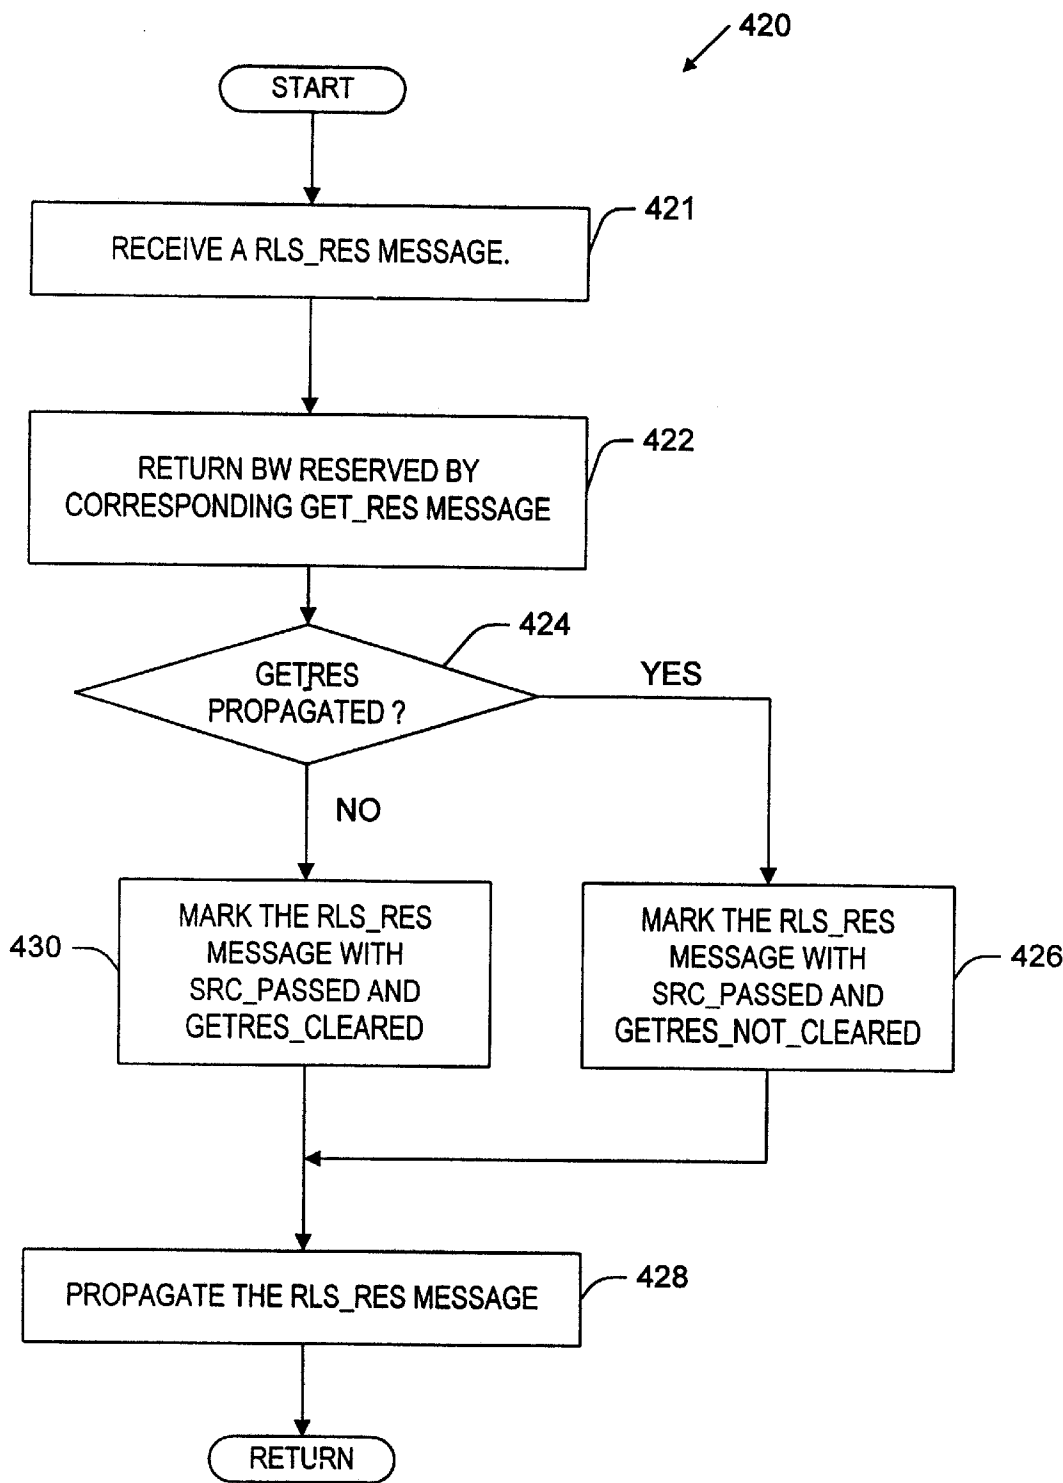 420
START
421
RECEIVE A RLS_RES MESSAGE.
422
RETURN BW RESERVED BY
CORRESPONDING GET_RES MESSAGE
424
GETRES
PROPAGATED ?
YES
NO
430
MARK THE RLS_RES
MESSAGE WITH
SRC_PASSED AND
GETRES_CLEARED
MARK THE RLS_RES
MESSAGE WITH
SRC_PASSED AND
GETRES_NOT_CLEARED
426
PROPAGATE THE RLS_RES MESSAGE
428
RETURN